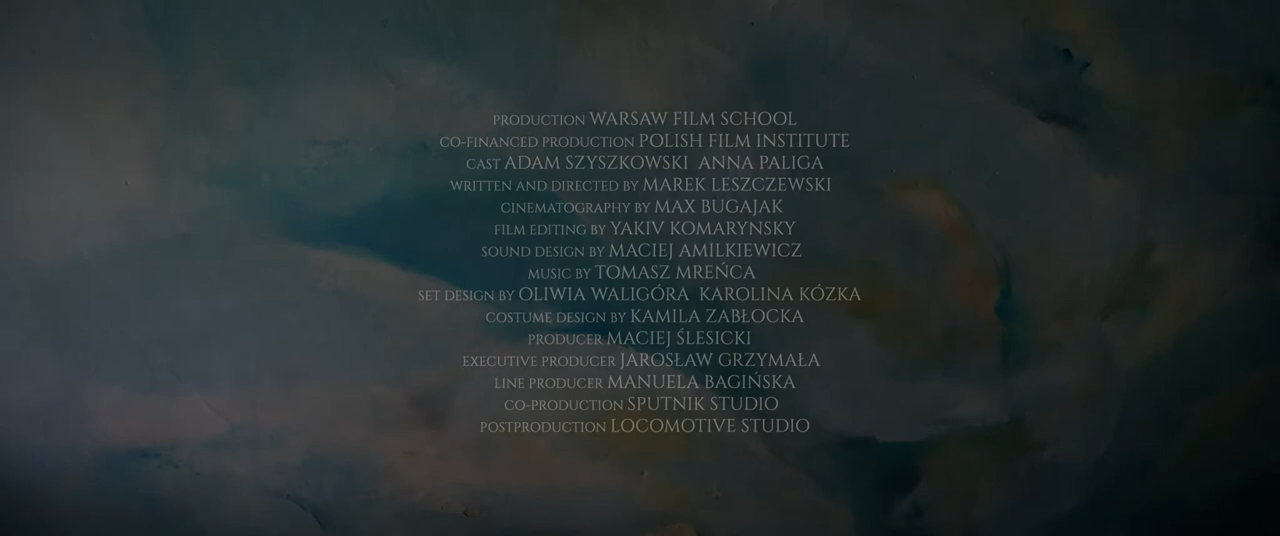 PRODUCTION WARSAW FILM SCHOOL
CO-FINANCED PRODUCTION POLISH FILM INSTITUTE
CAST ADAM SZYSZKOWSKI ANNA PALIGA
WRITTEN AND DIRECTED BY MAREK LESZCZEWSKI
CINEMATOGRAPHY BY MAX BUGAJAK
FILM EDITING BY YAKIV KOMARYNSKY
SOUND DESIGN BY MACIEJ AMILKIEWICZ
MUSIC BY TOMASZ MREŃCA
SET DESIGN BY OLIWIA WALIGÓRA KAROLINA KÓZKA
COSTUME DESIGN BY KAMILA ZABŁOCKA
PRODUCER MACIEJ ŚLESICKI
EXECUTIVE PRODUCER JAROSŁAW GRZYMAŁA
LINE PRODUCER MANUELA BAGIŃSKA
CO-PRODUCTION SPUTNIK STUDIO
POSTPRODUCTION LOCOMOTIVE STUDIO